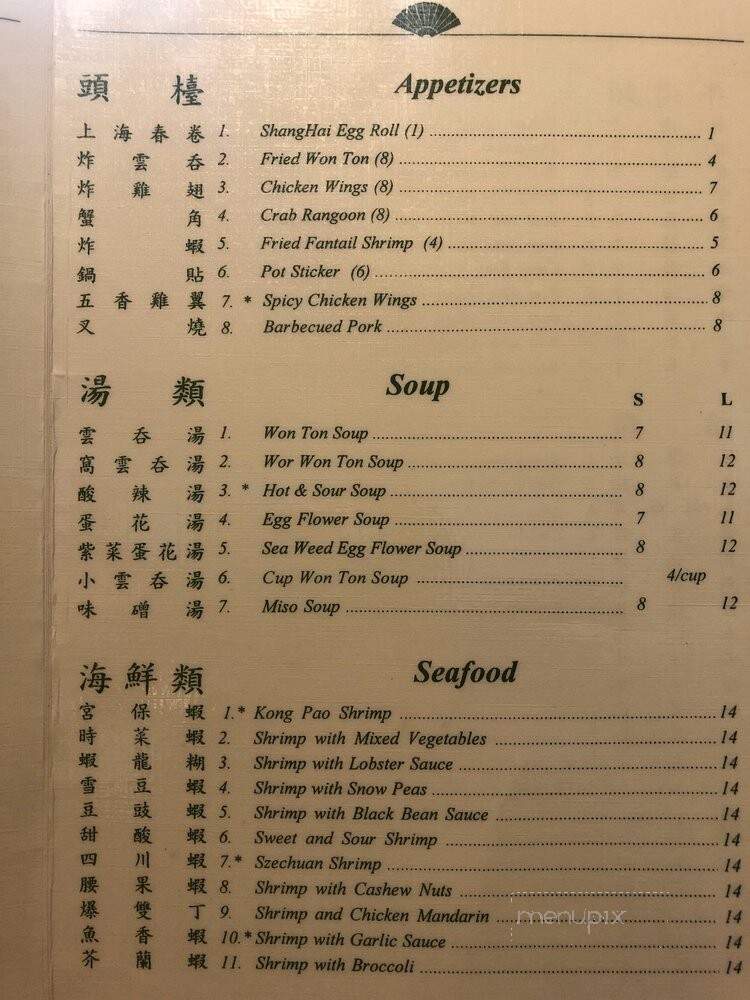 頭 檯 Appetizers
上海春卷 1. ShangHai Egg Roll (1) 1
炸雲吞 2. Fried Won Ton (8) 4
炸雞翅 3. Chicken Wings (8) 7
蟹角 4. Crab Rangoon (8) 6
炸蝦 5. Fried Fantail Shrimp (4) 5
鍋貼 6. Pot Sticker (6) 6
五香雞翼 7. * Spicy Chicken Wings 8
叉燒 8. Barbecued Pork 8
湯 類 Soup
S L
雲吞湯 1. Won Ton Soup 7 11
窩雲吞湯 2. Wor Won Ton Soup 8 12
酸辣湯 3. * Hot & Sour Soup 8 12
蛋花湯 4. Egg Flower Soup 7 11
紫菜蛋花湯 5. Sea Weed Egg Flower Soup 8 12
小雲吞湯 6. Cup Won Ton Soup 4/cup
味磳湯 7. Miso Soup 8 12
海鮮類 Seafood
宮保蝦 1.* Kong Pao Shrimp 14
時菜蝦 2. Shrimp with Mixed Vegetables 14
蝦龍糊 3. Shrimp with Lobster Sauce 14
雪豆蝦 4. Shrimp with Snow Peas 14
豆豉蝦 5. Shrimp with Black Bean Sauce 14
甜酸蝦 6. Sweet and Sour Shrimp 14
四川蝦 7.* Szechuan Shrimp 14
腰果蝦 8. Shrimp with Cashew Nuts 14
爆雙丁 9. Shrimp and Chicken Mandarin 14
魚香蝦 10.* Shrimp with Garlic Sauce 14
芥蘭蝦 11. Shrimp with Broccoli 14
menupix